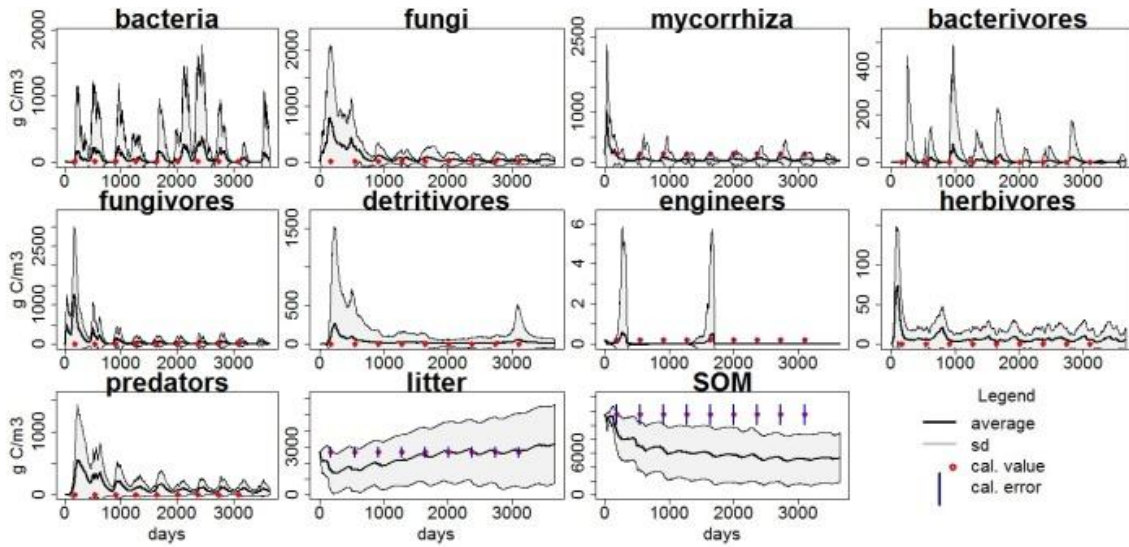 bacteria
fungi
mycorrhiza
bacterivores
g C/m3
0 1000 2000
0 1000 2000
0 1000 2500
0 200 400
0 1000 2000 3000
0 1000 2000 3000
0 1000 2000 3000
0 1000 2000 3000
fungivores
detritivores
engineers
herbivores
g C/m3
0 1000 2500
0 500 1500
0 2 4 6
0 50 150
0 1000 2000 3000
0 1000 2000 3000
0 1000 2000 3000
0 1000 2000 3000
predators
litter
SOM
g C/m3
0 1000
0 3000
0 6000
0 1000 2000 3000
0 1000 2000 3000
0 1000 2000 3000
days
days
days
Legend
average
sd
cal. value
cal. error